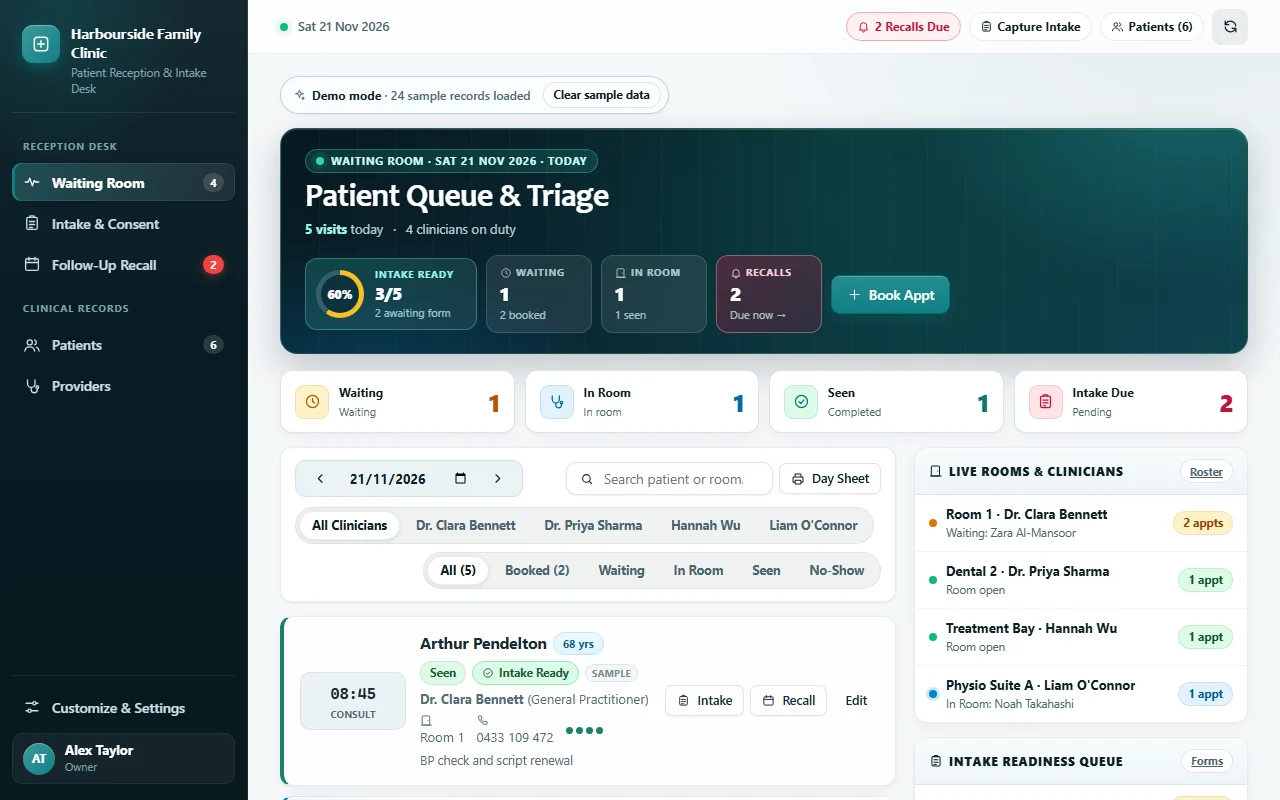 Harbourside Family
Clinic
Patient Reception & Intake
Desk
RECEPTION DESK
Waiting Room 4
Intake & Consent
Follow-Up Recall 2
CLINICAL RECORDS
Patients 6
Providers
Customize & Settings
AT Alex Taylor
Owner
Sat 21 Nov 2026
2 Recalls Due
Capture Intake
Patients (6)
Demo mode · 24 sample records loaded
Clear sample data
WAITING ROOM · SAT 21 NOV 2026 · TODAY
Patient Queue & Triage
5 visits today · 4 clinicians on duty
60%
INTAKE READY
3/5
2 awaiting form
WAITING
1
2 booked
IN ROOM
1
1 seen
RECALLS
2
Due now →
Book Appt
Waiting
Waiting
1
In Room
In room
1
Seen
Completed
1
Intake Due
Pending
2
21/11/2026
Search patient or room.
Day Sheet
All Clinicians Dr. Clara Bennett Dr. Priya Sharma Hannah Wu Liam O'Connor
All (5) Booked (2) Waiting In Room Seen No-Show
08:45
CONSULT
Arthur Pendelton 68 yrs
Seen Intake Ready SAMPLE
Dr. Clara Bennett (General Practitioner)
Room 1 0433 109 472
BP check and script renewal
Intake
Recall
Edit
LIVE ROOMS & CLINICIANS Roster
Room 1 · Dr. Clara Bennett
Waiting: Zara Al-Mansoor
2 appts
Dental 2 · Dr. Priya Sharma
Room open
1 appt
Treatment Bay · Hannah Wu
Room open
1 appt
Physio Suite A · Liam O'Connor
In Room: Noah Takahashi
1 appt
INTAKE READINESS QUEUE Forms